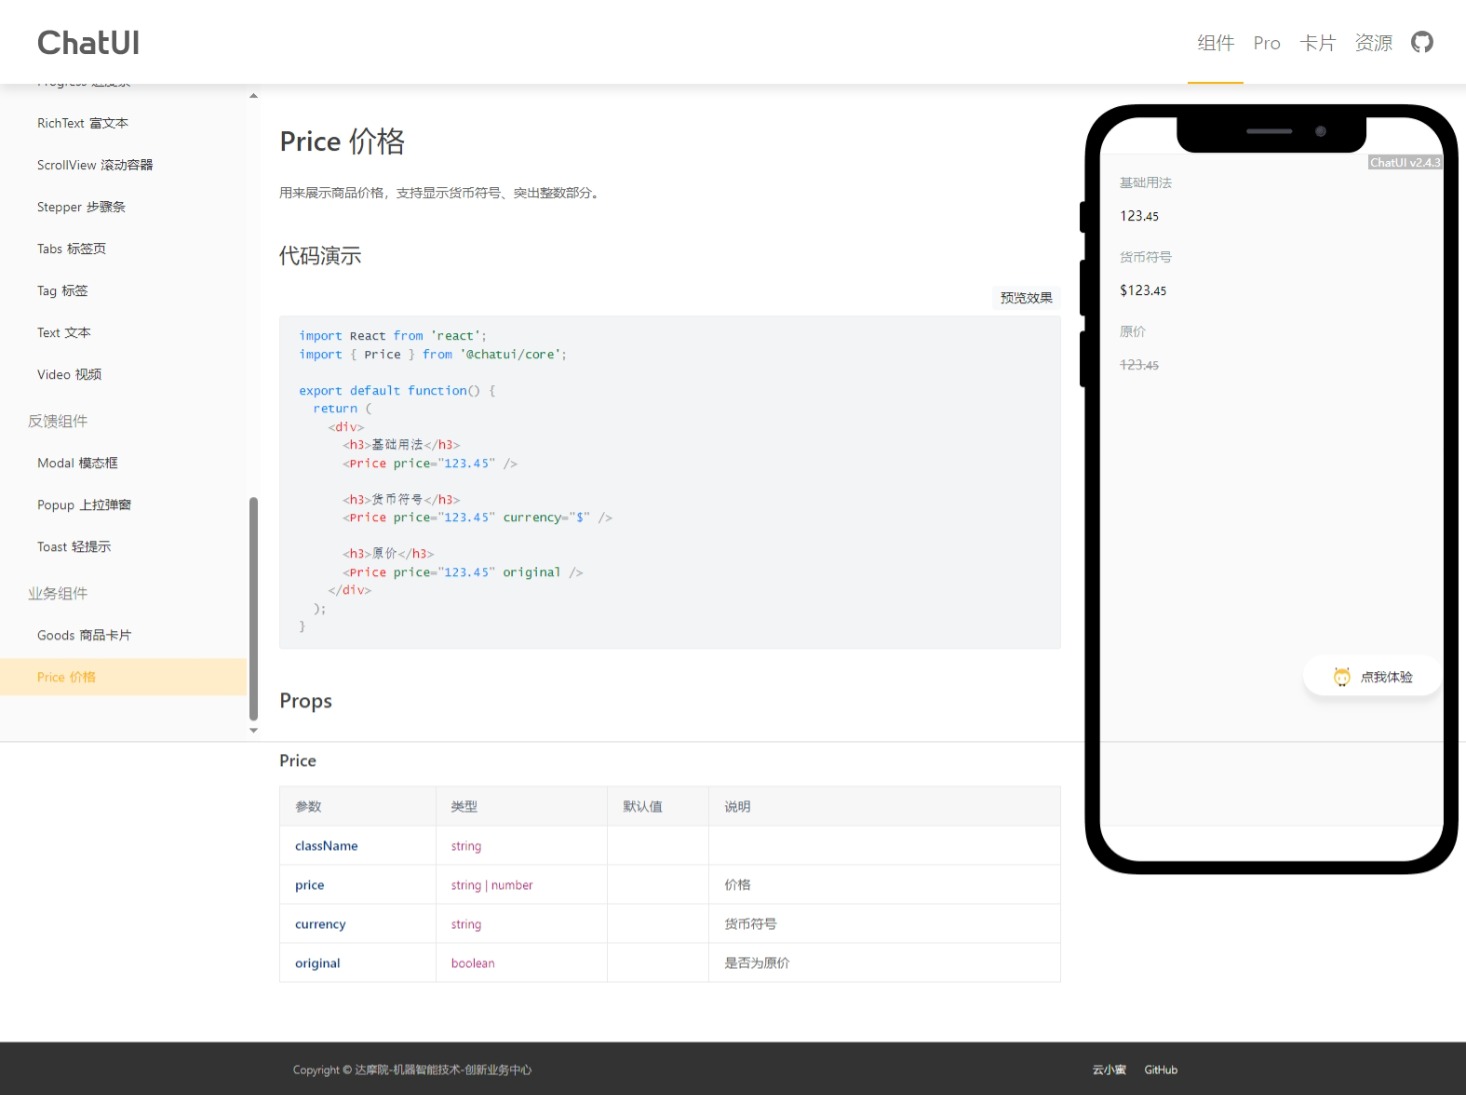 ChatUI
组件 Pro 卡片 资源
Progress 进度条
RichText 富文本
ScrollView 滚动容器
Stepper 步骤条
Tabs 标签页
Tag 标签
Text 文本
Video 视频
反馈组件
Modal 模态框
Popup 上拉弹窗
Toast 轻提示
业务组件
Goods 商品卡片
Price 价格
Price 价格
用来展示商品价格，支持显示货币符号、突出整数部分。
代码演示
预览效果
import React from 'react';
import { Price } from '@chatui/core';
export default function() {
return (
<div>
<h3>基础用法</h3>
<Price price="123.45" />
<h3>货币符号</h3>
<Price price="123.45" currency="$" />
<h3>原价</h3>
<Price price="123.45" original />
</div>
);
}
Props
Price
参数 类型 默认值 说明
className string
price string | number 价格
currency string 货币符号
original boolean 是否为原价
ChatUI v2.4.3
基础用法
123.45
货币符号
$123.45
原价
123.45
点我体验
Copyright © 达摩院-机器智能技术-创新业务中心
云小蜜 GitHub